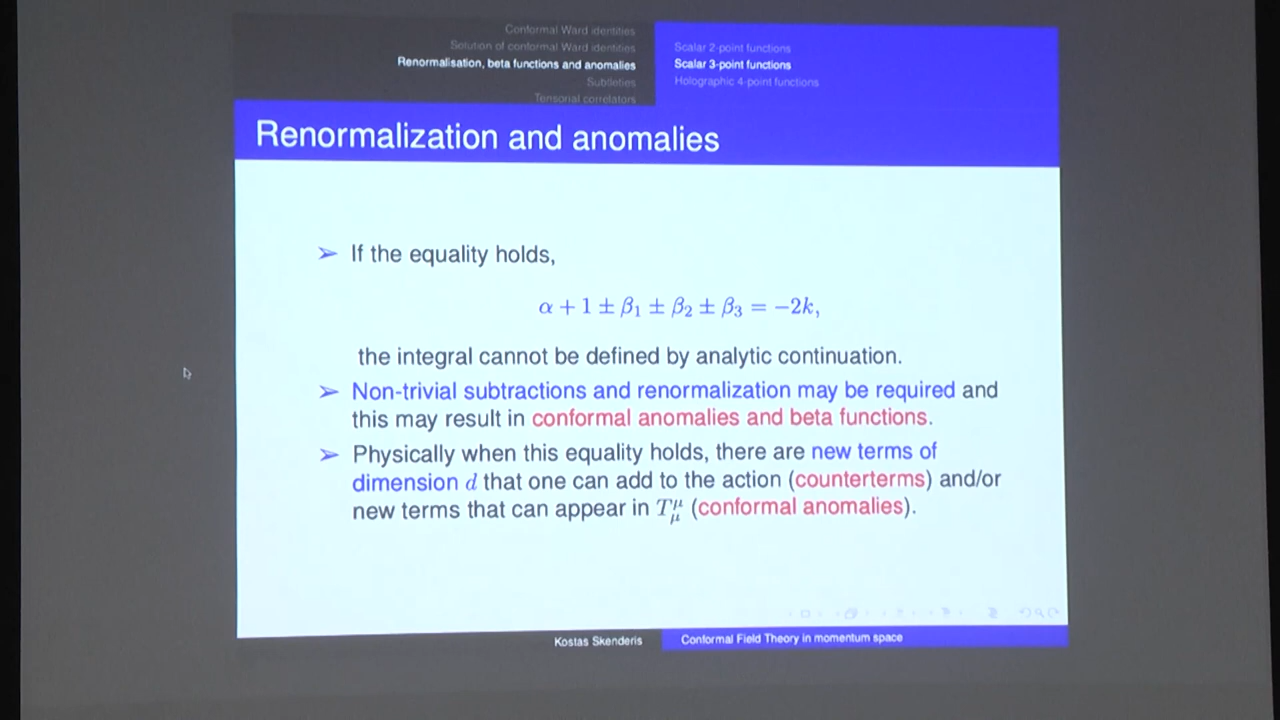 Conformal Ward identities
Solution of conformal Ward identities
Renormalisation, beta functions and anomalies
Subtleties
Tensorial correlators
Scalar 2-point functions
Scalar 3-point functions
Holographic 4-point functions
Renormalization and anomalies
➢ If the equality holds,
α + 1 ± β₁ ± β₂ ± β₃ = −2k,
the integral cannot be defined by analytic continuation.
➢ Non-trivial subtractions and renormalization may be required and
this may result in conformal anomalies and beta functions.
➢ Physically when this equality holds, there are new terms of
dimension d that one can add to the action (counterterms) and/or
new terms that can appear in T^μ_μ (conformal anomalies).
Kostas Skenderis
Conformal Field Theory in momentum space